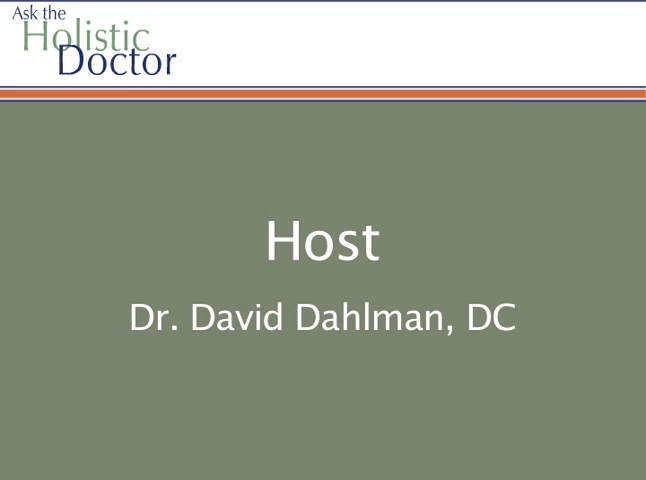 Ask the
Holistic
Doctor
Host
Dr. David Dahlman, DC